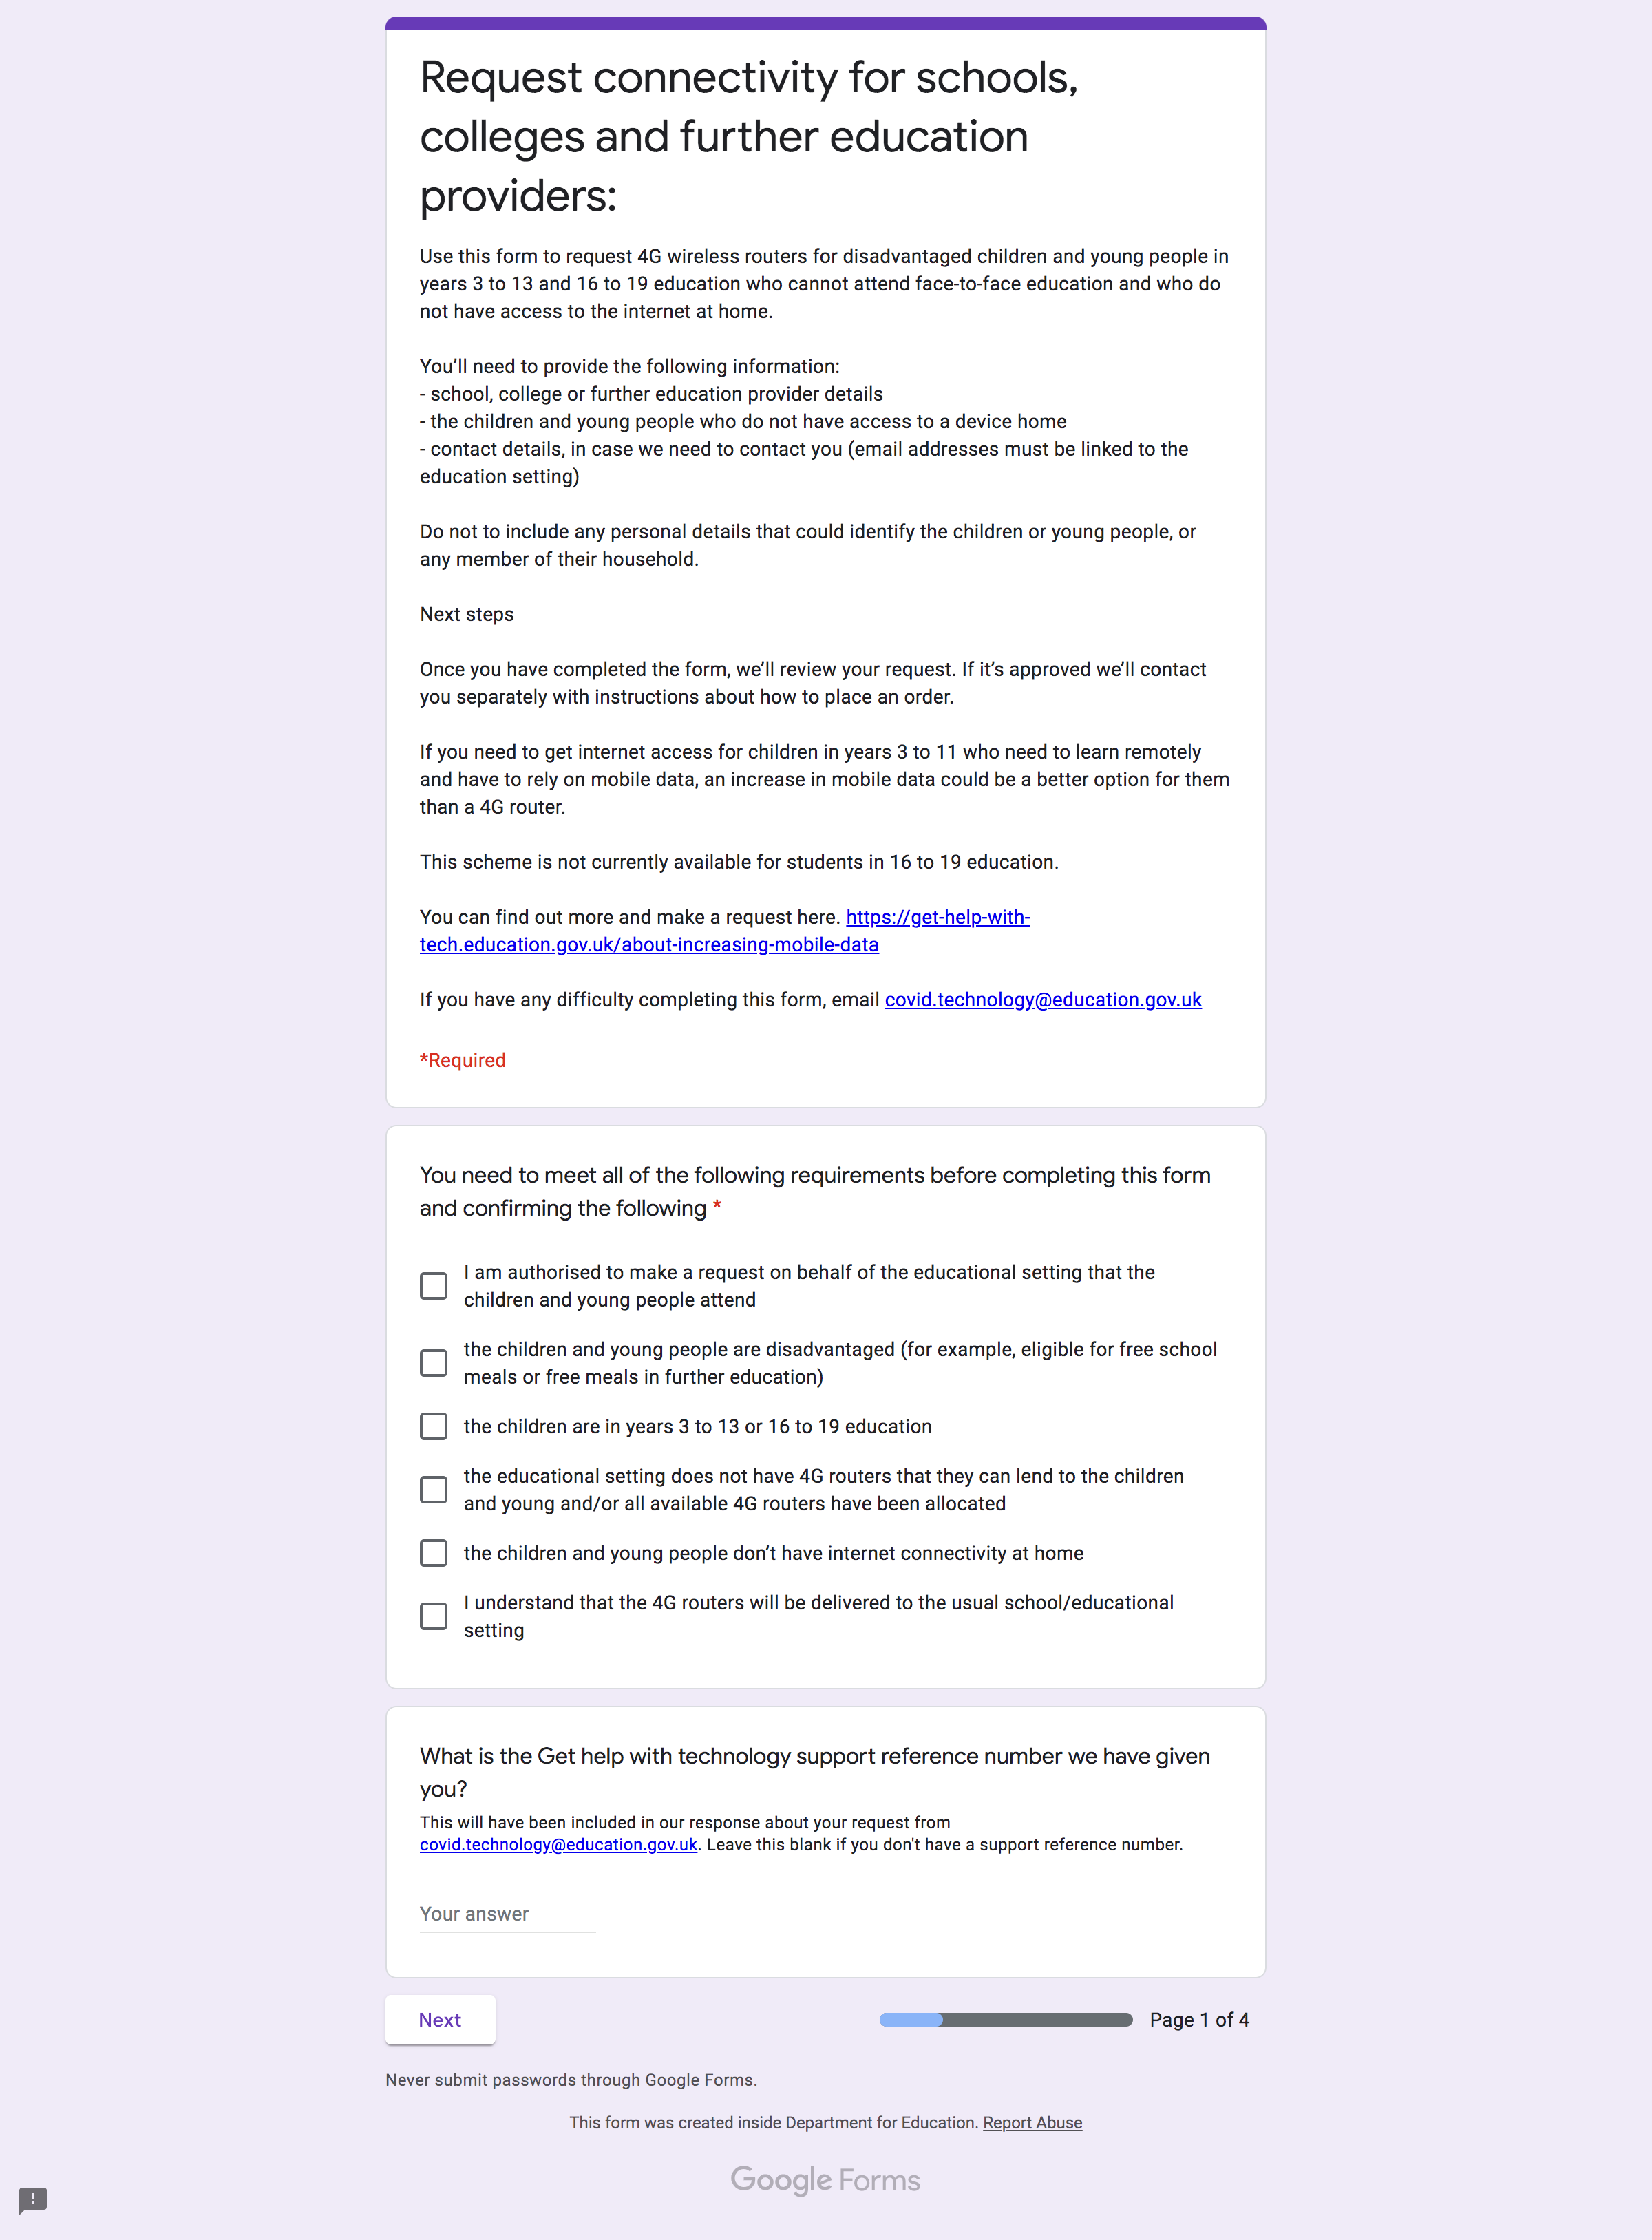 Request connectivity for schools,
colleges and further education
providers:
Use this form to request 4G wireless routers for disadvantaged children and young people in
years 3 to 13 and 16 to 19 education who cannot attend face-to-face education and who do
not have access to the internet at home.
You’ll need to provide the following information:
- school, college or further education provider details
- the children and young people who do not have access to a device home
- contact details, in case we need to contact you (email addresses must be linked to the
education setting)
Do not to include any personal details that could identify the children or young people, or
any member of their household.
Next steps
Once you have completed the form, we’ll review your request. If it’s approved we’ll contact
you separately with instructions about how to place an order.
If you need to get internet access for children in years 3 to 11 who need to learn remotely
and have to rely on mobile data, an increase in mobile data could be a better option for them
than a 4G router.
This scheme is not currently available for students in 16 to 19 education.
You can find out more and make a request here. https://get-help-with-
tech.education.gov.uk/about-increasing-mobile-data
If you have any difficulty completing this form, email covid.technology@education.gov.uk
*Required
You need to meet all of the following requirements before completing this form
and confirming the following *
I am authorised to make a request on behalf of the educational setting that the
children and young people attend
the children and young people are disadvantaged (for example, eligible for free school
meals or free meals in further education)
the children are in years 3 to 13 or 16 to 19 education
the educational setting does not have 4G routers that they can lend to the children
and young and/or all available 4G routers have been allocated
the children and young people don’t have internet connectivity at home
I understand that the 4G routers will be delivered to the usual school/educational
setting
What is the Get help with technology support reference number we have given
you?
This will have been included in our response about your request from
covid.technology@education.gov.uk. Leave this blank if you don't have a support reference number.
Your answer
Next
Page 1 of 4
Never submit passwords through Google Forms.
This form was created inside Department for Education. Report Abuse
Google Forms